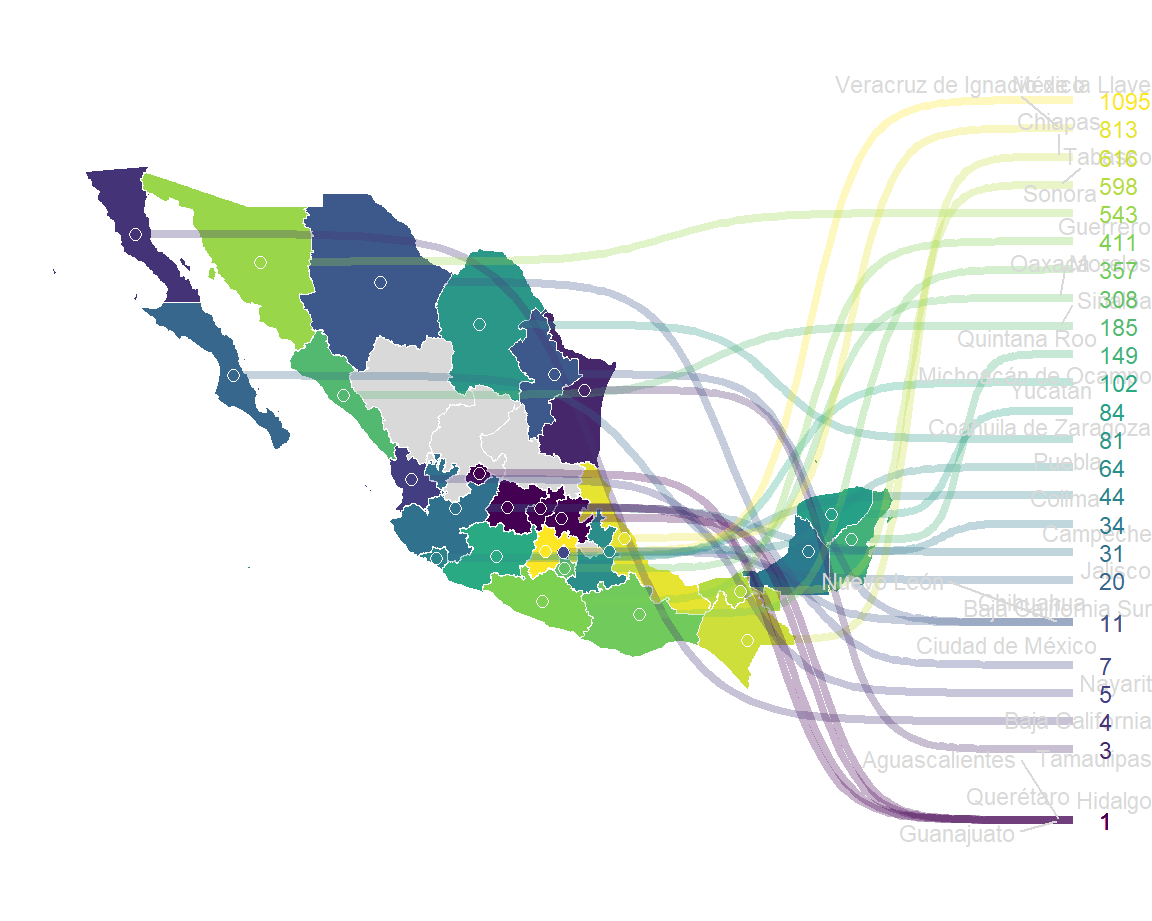 Veracruz de Ignacio de la Llave
México
1095
Chiapas
813
Tabasco
616
598
Sonora
543
Guerrero
411
Oaxaca
Morelos
357
Sinaloa
308
185
Quintana Roo
149
Michoacán de Ocampo
102
Yucatán
84
Coahuila de Zaragoza
81
Puebla
64
Colima
44
34
Campeche
31
Jalisco
20
Nuevo León
Chihuahua
Baja California Sur
11
Ciudad de México
7
Nayarit
5
Baja California
4
3
Aguascalientes
Tamaulipas
Querétaro
Hidalgo
1
Guanajuato